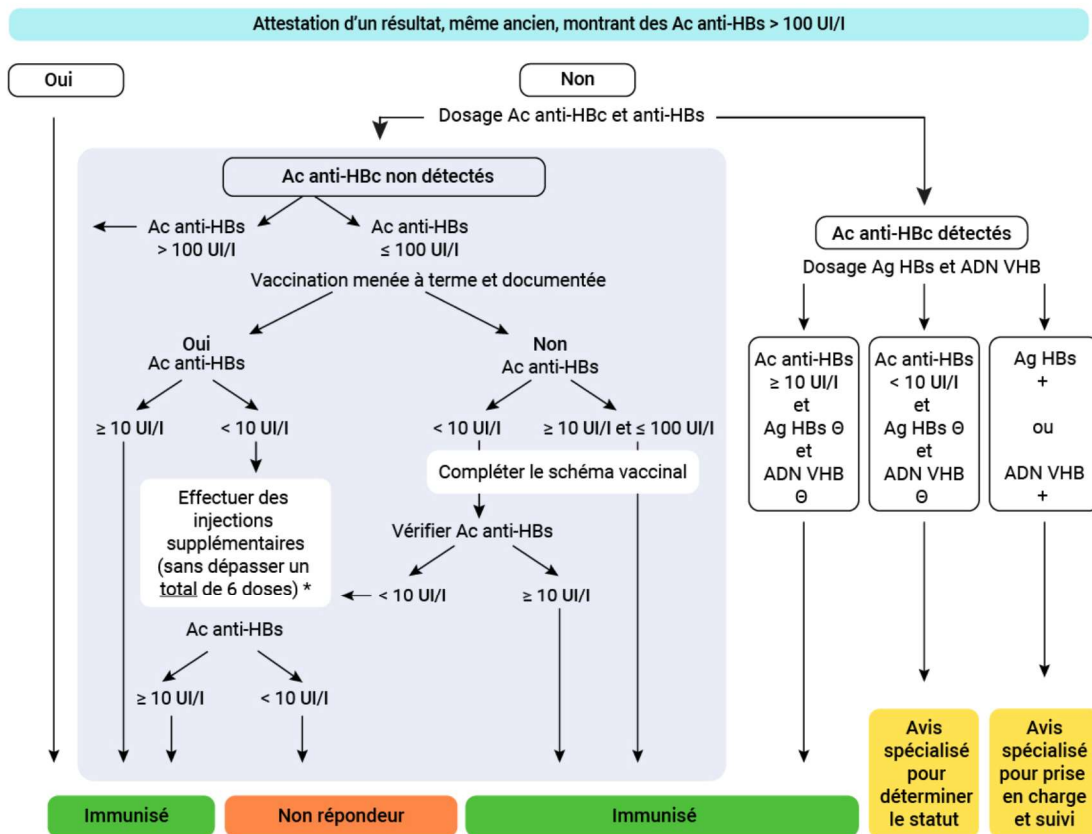 Attestation d'un résultat, même ancien, montrant des Ac anti-HBs > 100 UI/l
Oui
Non
Dosage Ac anti-HBc et anti-HBs
Ac anti-HBc non détectés
Ac anti-HBs
> 100 UI/l
Ac anti-HBs
≤ 100 UI/l
Vaccination menée à terme et documentée
Oui
Ac anti-HBs
Non
Ac anti-HBs
≥ 10 UI/l
< 10 UI/l
< 10 UI/l
≥ 10 UI/l et ≤ 100 UI/l
Compléter le schéma vaccinal
Effectuer des
injections
supplémentaires
(sans dépasser un
total de 6 doses) *
Vérifier Ac anti-HBs
< 10 UI/l
≥ 10 UI/l
Ac anti-HBs
≥ 10 UI/l
< 10 UI/l
Ac anti-HBc détectés
Dosage Ag HBs et ADN VHB
Ac anti-HBs
≥ 10 UI/l
et
Ag HBs Θ
et
ADN VHB
Θ
Ac anti-HBs
< 10 UI/l
et
Ag HBs Θ
et
ADN VHB
Θ
Ag HBs
+
ou
ADN VHB
+
Immunisé
Non répondeur
Immunisé
Avis
spécialisé
pour
déterminer
le statut
Avis
spécialisé
pour prise
en charge
et suivi